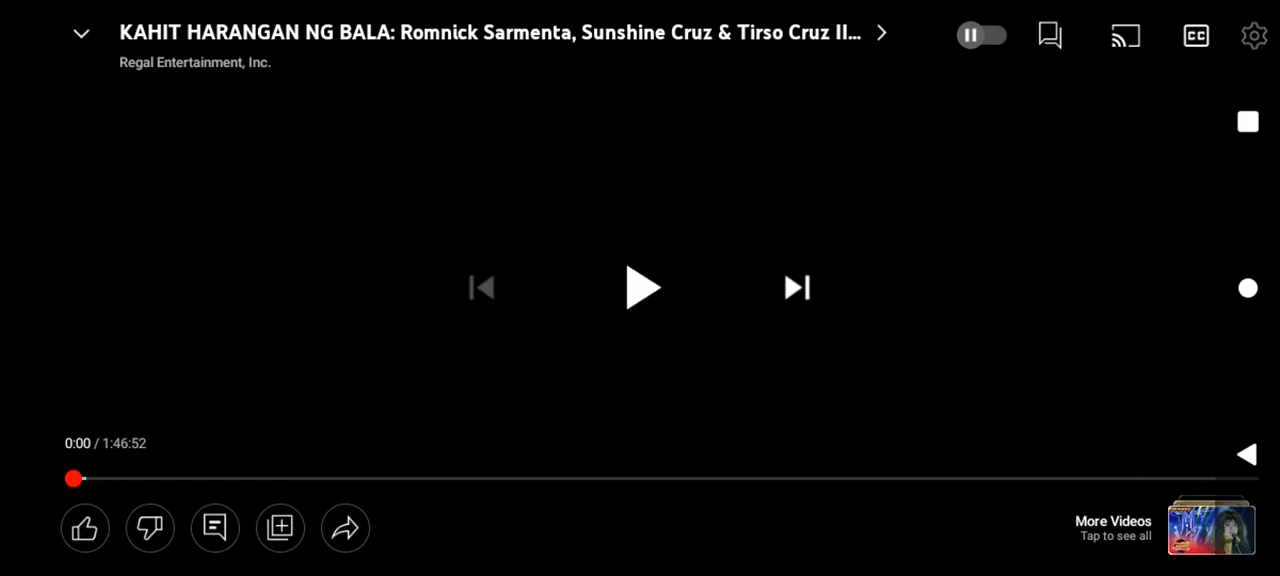 KAHIT HARANGAN NG BALA: Romnick Sarmenta, Sunshine Cruz & Tirso Cruz II...
Regal Entertainment, Inc.
CC
0:00 / 1:46:52
More Videos
Tap to see all